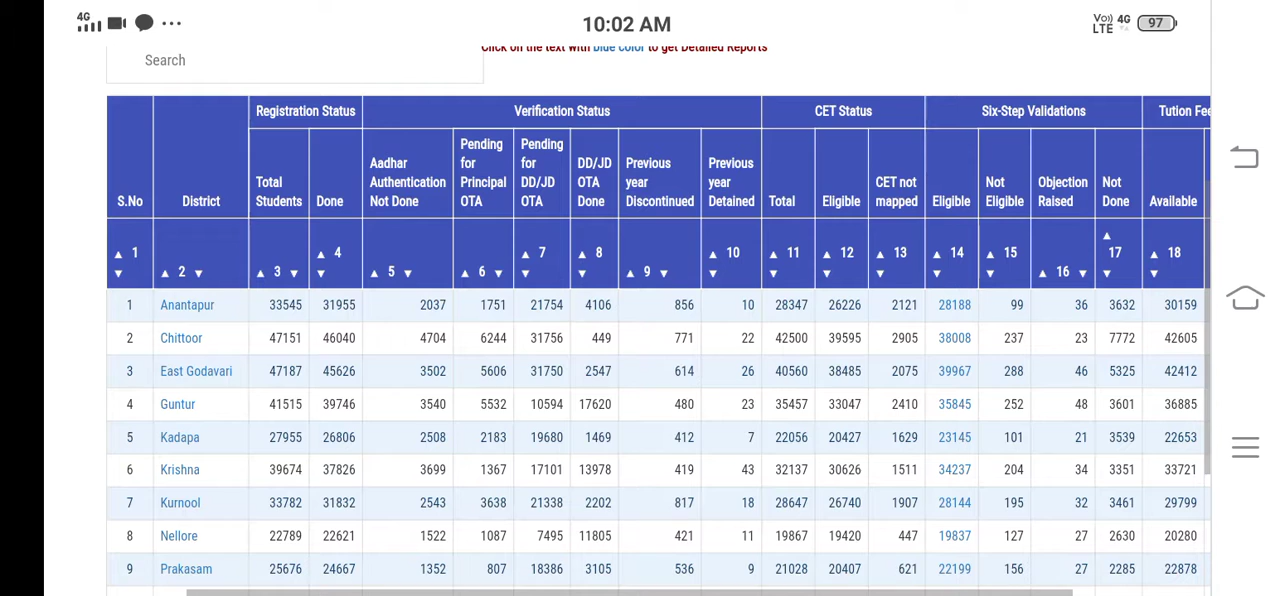 4G 10:02 AM Vo) 4G LTE 97
Click on the text with blue color to get Detailed Reports
Search
Registration Status Verification Status CET Status Six-Step Validations Tution Fee
S.No District Total Students Done Aadhar Authentication Not Done Pending for Principal OTA Pending for DD/JD OTA DD/JD OTA Done Previous year Discontinued Previous year Detained Total Eligible CET not mapped Eligible Not Eligible Objection Raised Not Done Available
1 2 3 4 5 6 7 8 9 10 11 12 13 14 15 16 17 18
1 Anantapur 33545 31955 2037 1751 21754 4106 856 10 28347 26226 2121 28188 99 36 3632 30159
2 Chittoor 47151 46040 4704 6244 31756 449 771 22 42500 39595 2905 38008 237 23 7772 42605
3 East Godavari 47187 45626 3502 5606 31750 2547 614 26 40560 38485 2075 39967 288 46 5325 42412
4 Guntur 41515 39746 3540 5532 10594 17620 480 23 35457 33047 2410 35845 252 48 3601 36885
5 Kadapa 27955 26806 2508 2183 19680 1469 412 7 22056 20427 1629 23145 101 21 3539 22653
6 Krishna 39674 37826 3699 1367 17101 13978 419 43 32137 30626 1511 34237 204 34 3351 33721
7 Kurnool 33782 31832 2543 3638 21338 2202 817 18 28647 26740 1907 28144 195 32 3461 29799
8 Nellore 22789 22621 1522 1087 7495 11805 421 11 19867 19420 447 19837 127 27 2630 20280
9 Prakasam 25676 24667 1352 807 18386 3105 536 9 21028 20407 621 22199 156 27 2285 22878